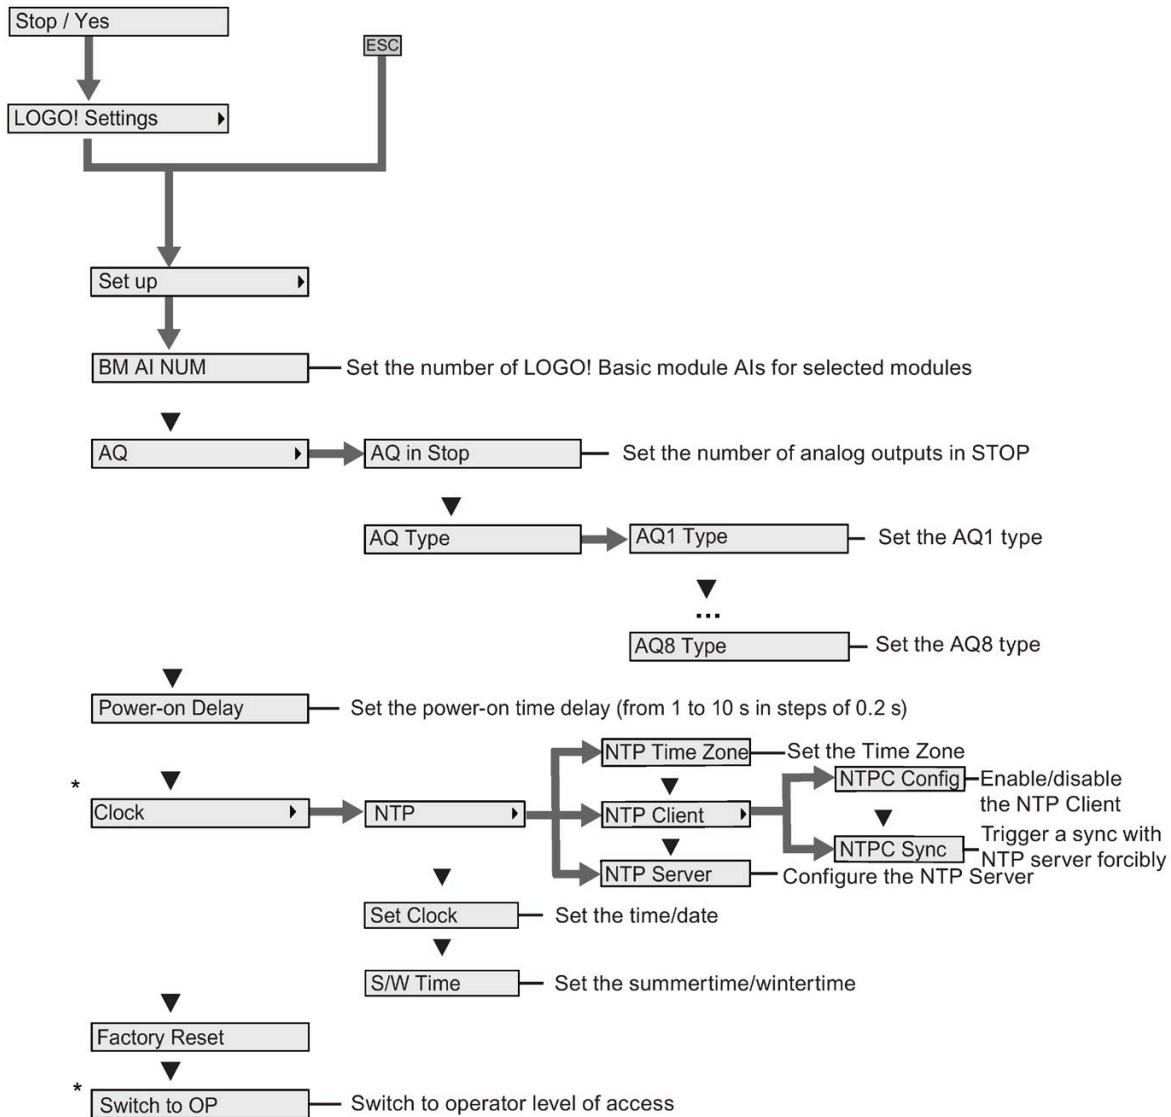 Stop / Yes
ESC
LOGO! Settings
Set up
BM AI NUM
Set the number of LOGO! Basic module AIs for selected modules
AQ
AQ in Stop
Set the number of analog outputs in STOP
AQ Type
AQ1 Type
Set the AQ1 type
...
AQ8 Type
Set the AQ8 type
Power-on Delay
Set the power-on time delay (from 1 to 10 s in steps of 0.2 s)
NTP Time Zone
Set the Time Zone
*
Clock
NTP
NTP Client
NTPC Config
Enable/disable
the NTP Client
NTPC Sync
Trigger a sync with
NTP server forcibly
NTP Server
Configure the NTP Server
Set Clock
Set the time/date
S/W Time
Set the summertime/wintertime
Factory Reset
*
Switch to OP
Switch to operator level of access